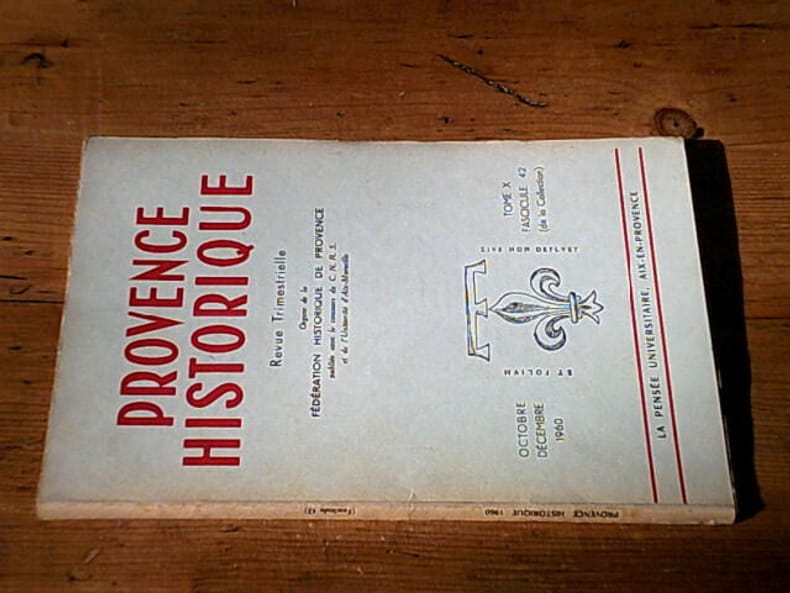 PROVENCE
HISTORIQUE
Revue Trimestrielle
Organe de la
FÉDÉRATION HISTORIQUE DE PROVENCE
publiée avec le concours du C. N. R. S.
et de l'Université d'Aix-Marseille
ET FOLIVM
NON DEFLVET
OCTOBRE
DÉCEMBRE
1960
TOME X
FASCICULE 42
(de la Collection)
LA PENSÉE UNIVERSITAIRE, AIX-EN-PROVENCE
PROVENCE HISTORIQUE 1960
(Fascicule 42)